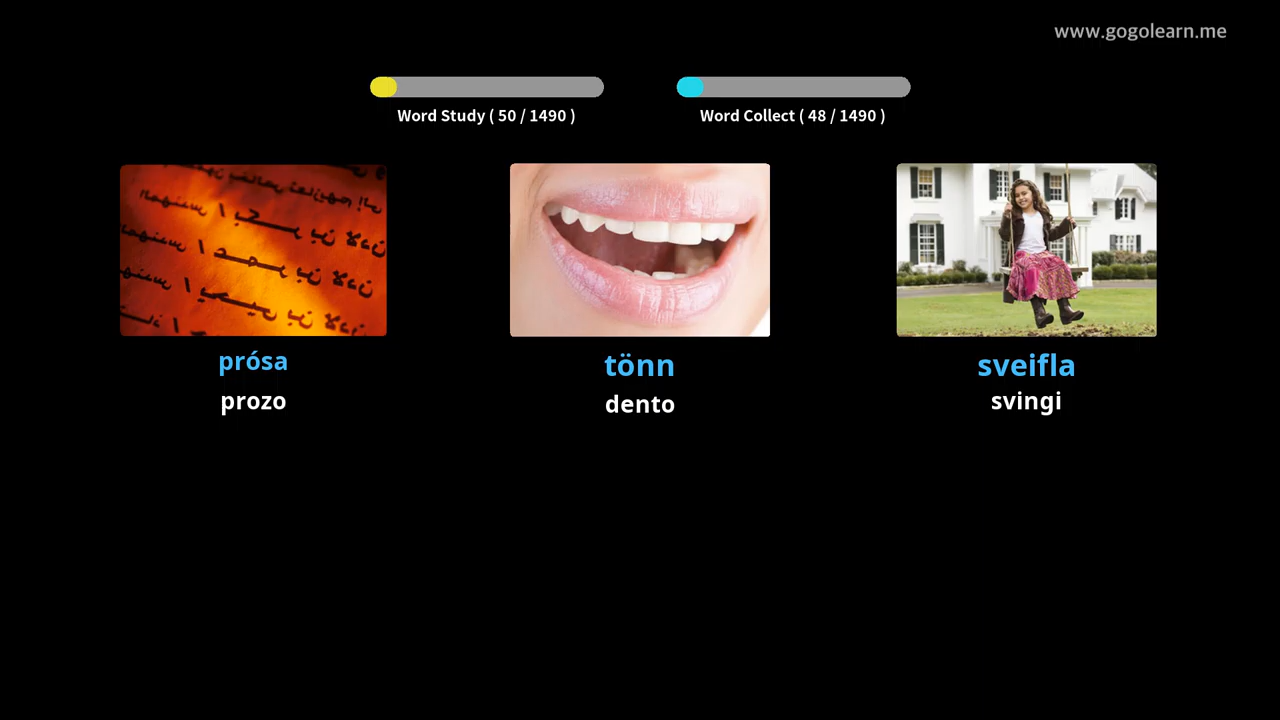 www.gogolearn.me
Word Study ( 50 / 1490 )
Word Collect ( 48 / 1490 )
prósa
tönn
sveifla
prozo
dento
svingi